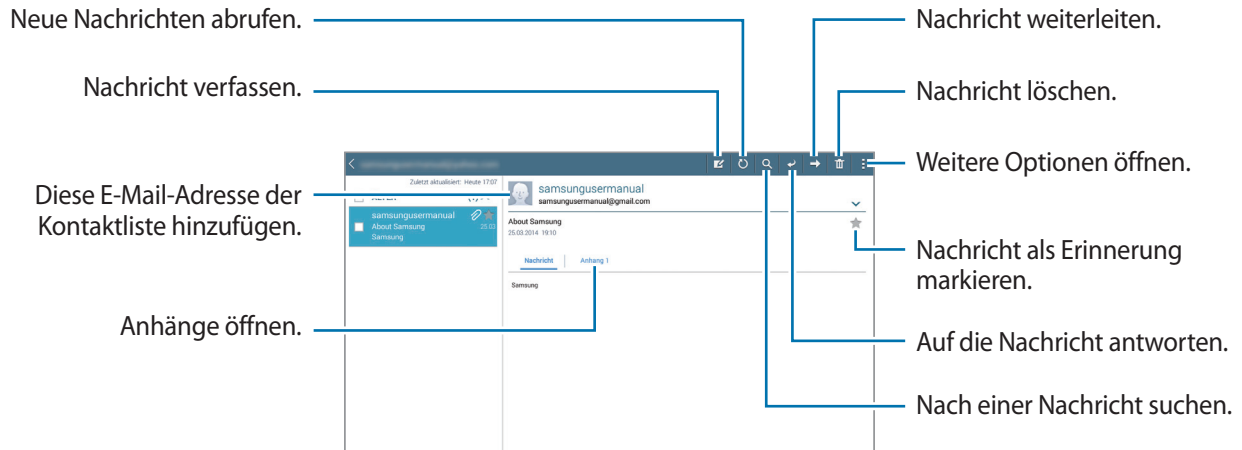 Neue Nachrichten abrufen.
Nachricht verfassen.
Diese E-Mail-Adresse der
Kontaktliste hinzufügen.
Anhänge öffnen.
Zuletzt aktualisiert: Heute 17:07
samsungusermanual
About Samsung 25.03
Samsung
samsungusermanual
samsungusermanual@gmail.com
About Samsung
25.03.2014 19:10
Nachricht Anhang 1
Samsung
Nachricht weiterleiten.
Nachricht löschen.
Weitere Optionen öffnen.
Nachricht als Erinnerung
markieren.
Auf die Nachricht antworten.
Nach einer Nachricht suchen.